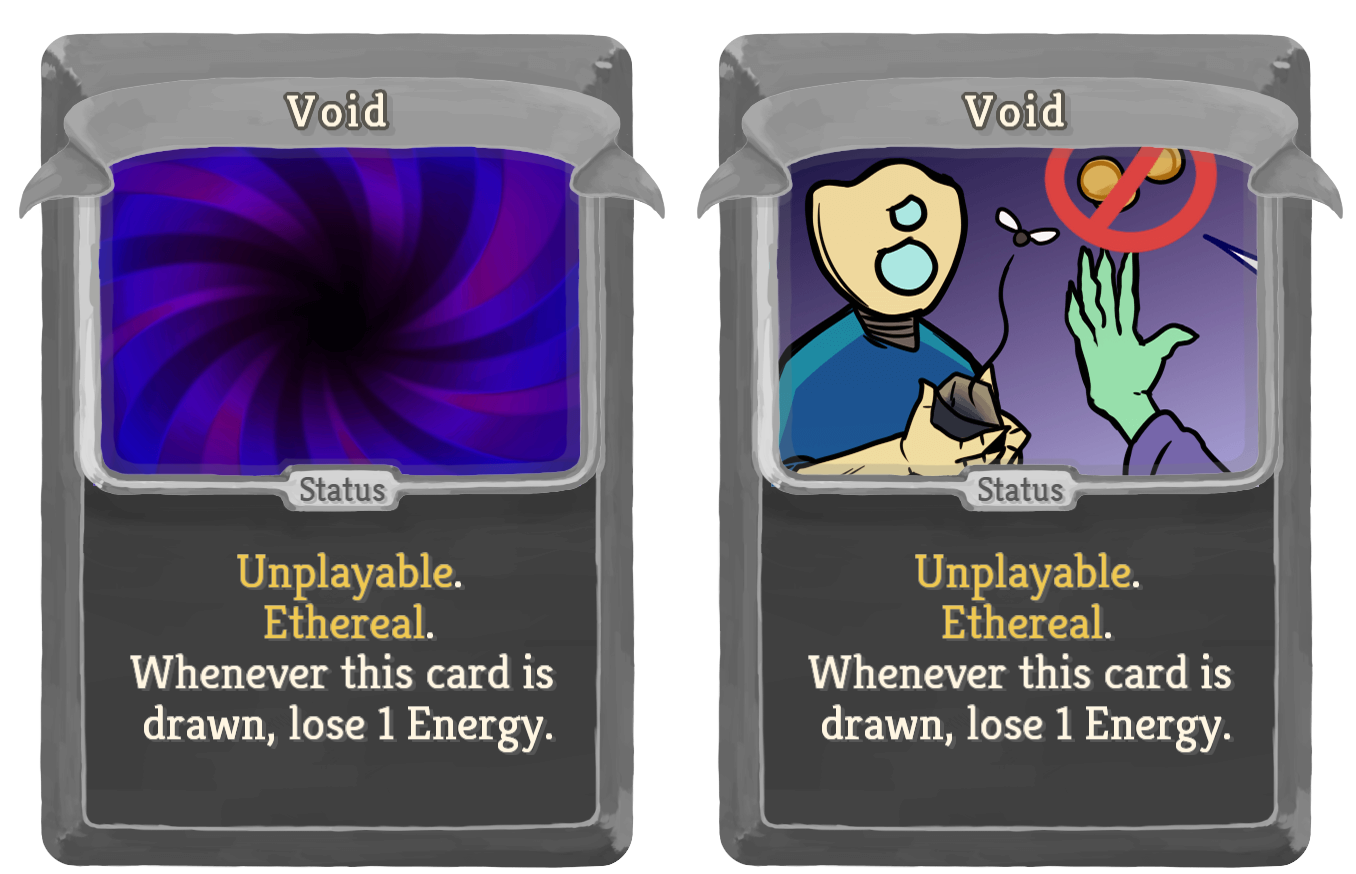 Void
Status
Unplayable.
Ethereal.
Whenever this card is
drawn, lose 1 Energy.
Void
Status
Unplayable.
Ethereal.
Whenever this card is
drawn, lose 1 Energy.